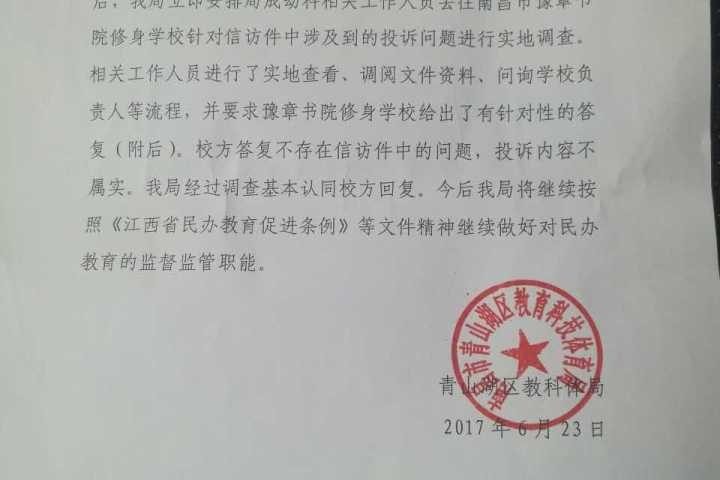 后，我局立即安排局成幼科相关工作人员去往南昌市豫章书
院修身学校针对信访件中涉及到的投诉问题进行实地调查。
相关工作人员进行了实地查看、调阅文件资料、问询学校负
责人等流程，并要求豫章书院修身学校给出了有针对性的答
复（附后）。校方答复不存在信访件中的问题，投诉内容不
属实。我局经过调查基本认同校方回复。今后我局将继续按
照《江西省民办教育促进条例》等文件精神继续做好对民办
教育的监督监管职能。
市青山湖区教育科技体育局
青山湖区教科体局
2017 年 6 月 23 日